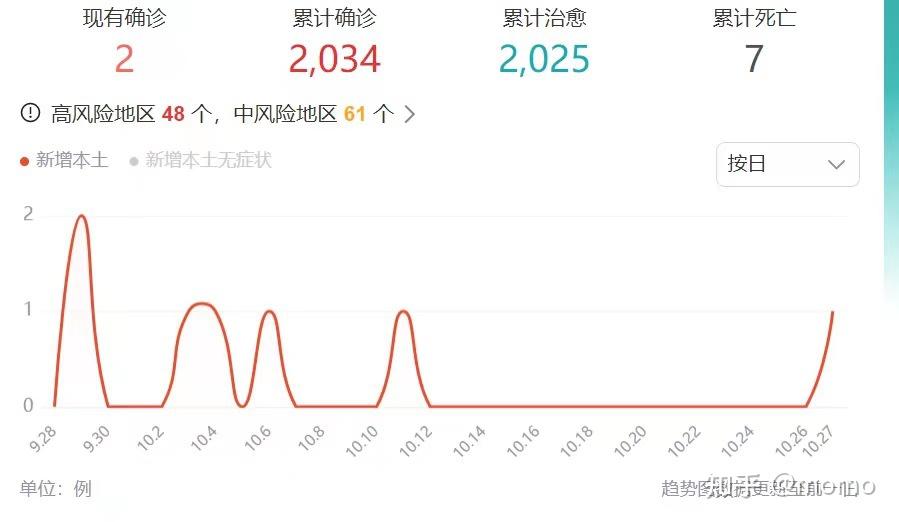 现有确诊 累计确诊 累计治愈 累计死亡
2 2,034 2,025 7
高风险地区 48 个，中风险地区 61 个
新增本土 新增本土无症状 按日
2
1
0
9.28 9.30 10.2 10.4 10.6 10.8 10.10 10.12 10.14 10.16 10.18 10.20 10.22 10.24 10.26 10.27
单位：例 趋势图
知乎 @momo